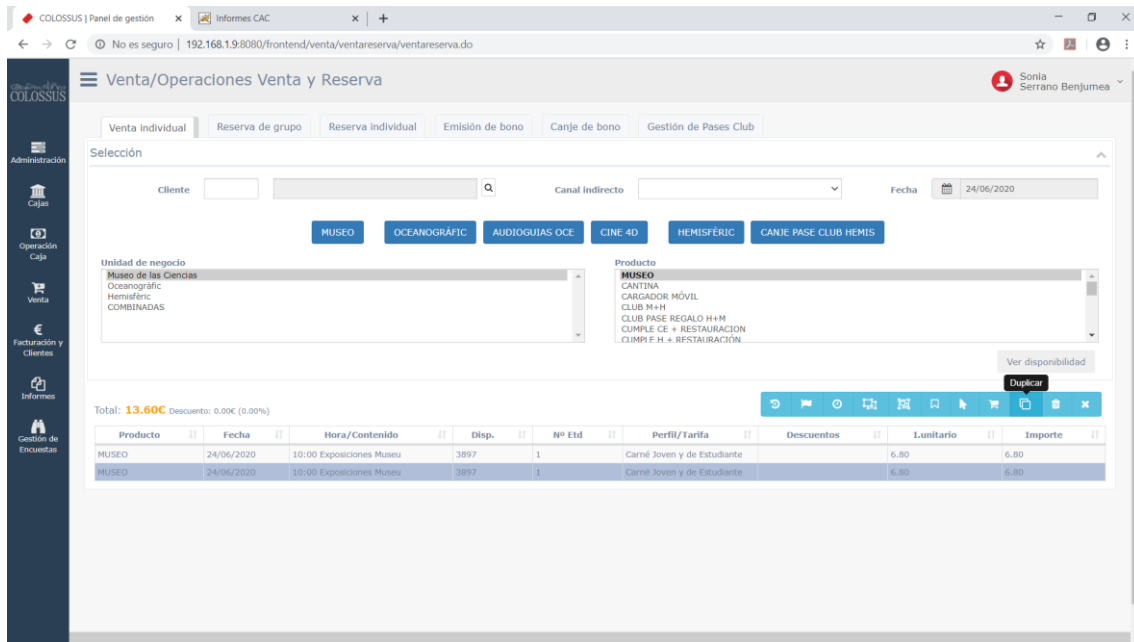 COLOSSUS | Panel de gestión
Informes CAC
No es seguro | 192.168.1.9:8080/frontend/venta/ventareserva/ventareserva.do
COLOSSUS
Venta/Operaciones Venta y Reserva
Sonia
Serrano Benjumea
Administración
Cajas
Operación
Caja
Venta
Facturación y
Clientes
Informes
Gestión de
Encuestas
Venta individual Reserva de grupo Reserva individual Emisión de bono Canje de bono Gestión de Pases Club
Selección
Cliente Canal indirecto Fecha 24/06/2020
MUSEO OCEANOGRÀFIC AUDIOGUIAS OCE CINE 4D HEMISFÈRIC CANJE PASE CLUB HEMIS
Unidad de negocio
Museo de las Ciencias
Oceanogràfic
Hemisfèric
COMBINADAS
Producto
MUSEO
CANTINA
CARGADOR MÓVIL
CLUB M+H
CLUB PASE REGALO H+M
CUMPLE CE + RESTAURACION
CUMPLE H + RESTAURACIÓN
Ver disponibilidad
Duplicar
Total: 13.60€ Descuento: 0.00€ (0.00%)
Producto Fecha Hora/Contenido Disp. Nº Etd Perfil/Tarifa Descuentos I.unitario Importe
MUSEO 24/06/2020 10:00 Exposiciones Museu 3897 1 Carné Joven y de Estudiante 6.80 6.80
MUSEO 24/06/2020 10:00 Exposiciones Museu 3897 1 Carné Joven y de Estudiante 6.80 6.80